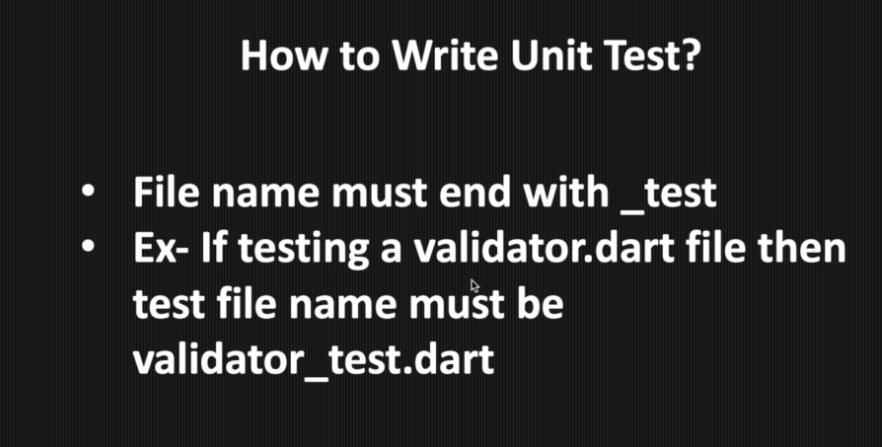 How to Write Unit Test?
• File name must end with _test
• Ex- If testing a validator.dart file then
test file name must be
validator_test.dart